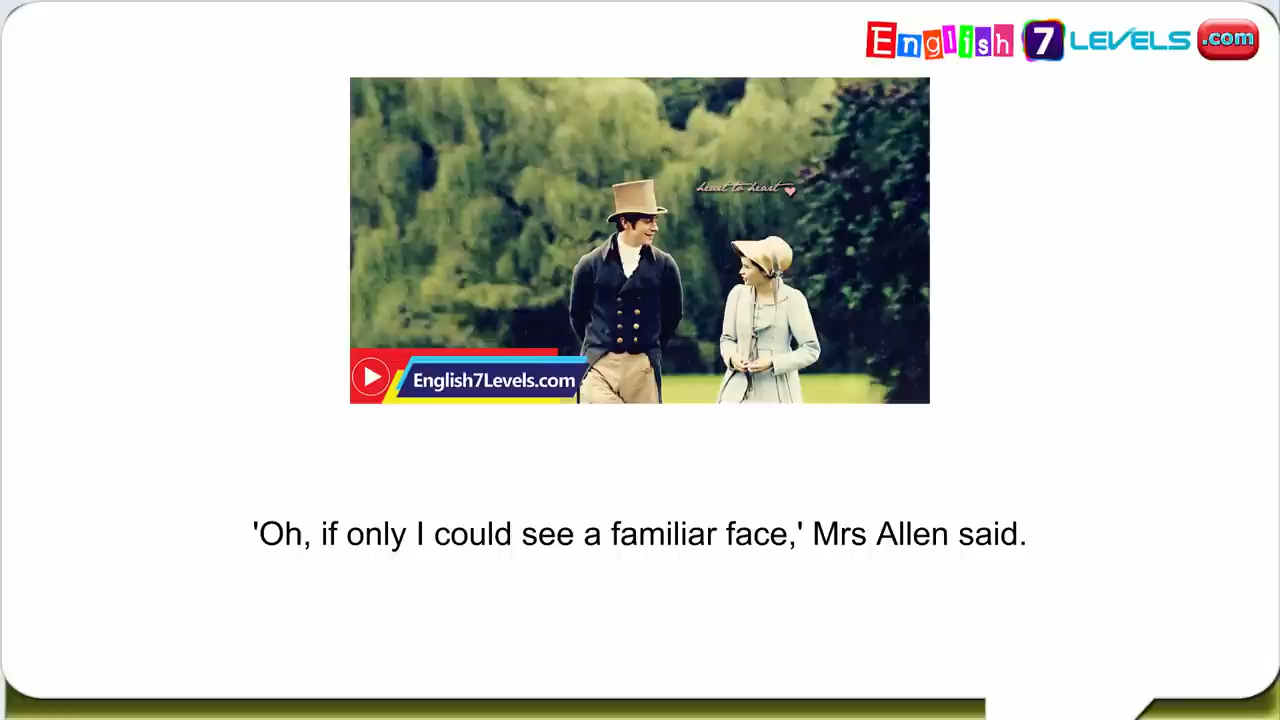 English 7 LEVELS .com
heart to heart
English7Levels.com
'Oh, if only I could see a familiar face,' Mrs Allen said.